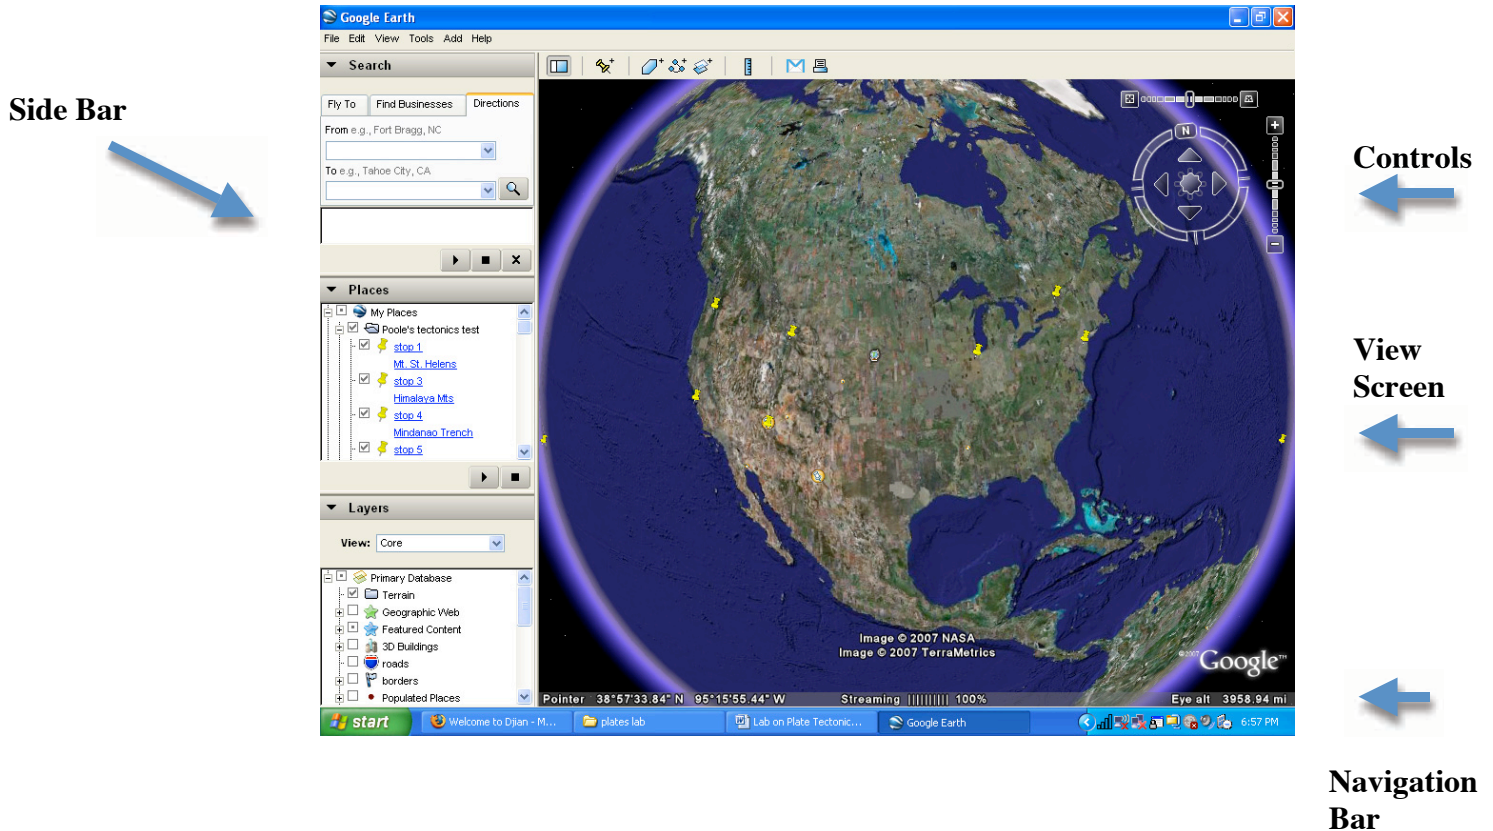 Google Earth
File Edit View Tools Add Help
Search
Side Bar
Fly To Find Businesses Directions
From e.g., Fort Bragg, NC
To e.g., Tahoe City, CA
N
Controls
Places
My Places
Poole's tectonics test
stop 1
Mt. St. Helens
stop 3
Himalaya Mts
stop 4
Mindanao Trench
stop 5
View
Screen
Layers
View: Core
Primary Database
Terrain
Geographic Web
Featured Content
3D Buildings
roads
borders
Populated Places
Image © 2007 NASA
Image © 2007 TerraMetrics
©2007 Google™
Pointer 38°57'33.84" N 95°15'55.44" W Streaming ||||||||| 100% Eye alt 3958.94 mi
start Welcome to Djian - M... plates lab Lab on Plate Tectonic... Google Earth 6:57 PM
Navigation
Bar